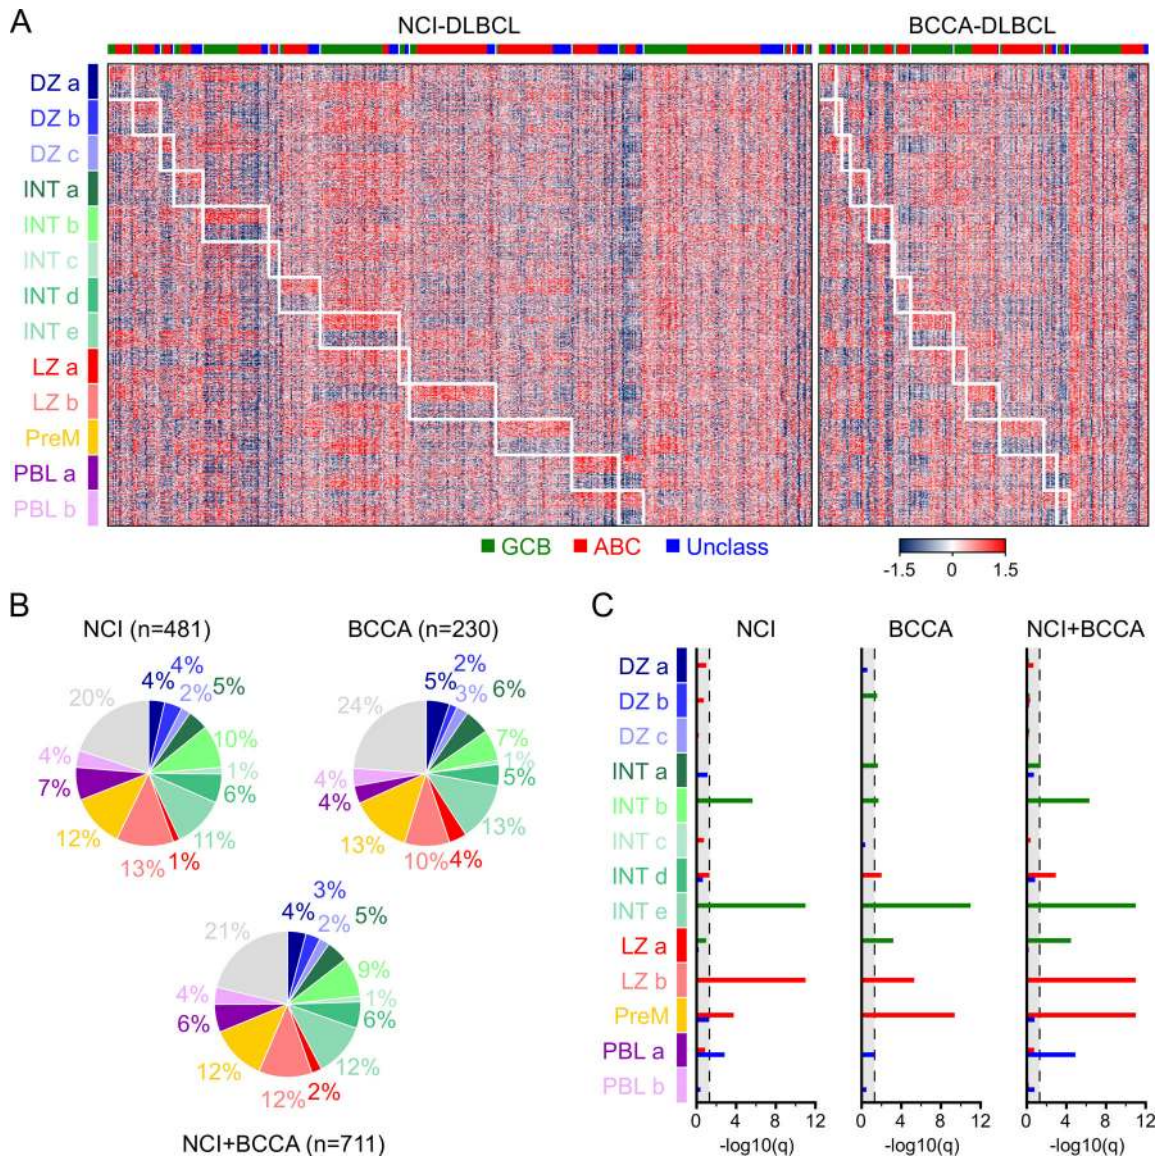 A
NCI-DLBCL
BCCA-DLBCL
DZ a
DZ b
DZ c
INT a
INT b
INT c
INT d
INT e
LZ a
LZ b
PreM
PBL a
PBL b
GCB ABC Unclass
-1.5 0 1.5
B
NCI (n=481)
4%
4%
2%
5%
10%
1%
6%
11%
1%
13%
12%
7%
4%
20%
BCCA (n=230)
5%
2%
3%
6%
7%
1%
5%
13%
4%
10%
13%
4%
4%
24%
4%
3%
2%
5%
9%
1%
6%
12%
2%
12%
12%
6%
4%
21%
NCI+BCCA (n=711)
C
NCI BCCA NCI+BCCA
DZ a
DZ b
DZ c
INT a
INT b
INT c
INT d
INT e
LZ a
LZ b
PreM
PBL a
PBL b
0 4 8 12 0 4 8 12 0 4 8 12
-log10(q) -log10(q) -log10(q)